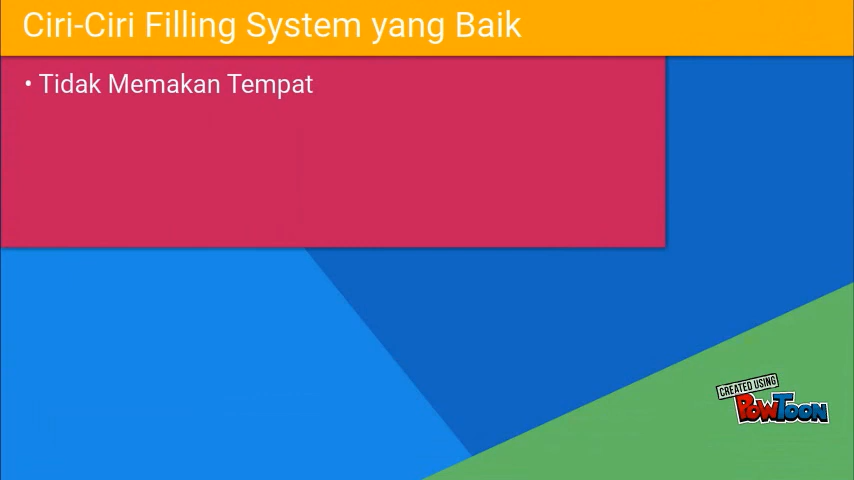 Ciri-Ciri Filling System yang Baik
• Tidak Memakan Tempat
CREATED USING
POWTOON